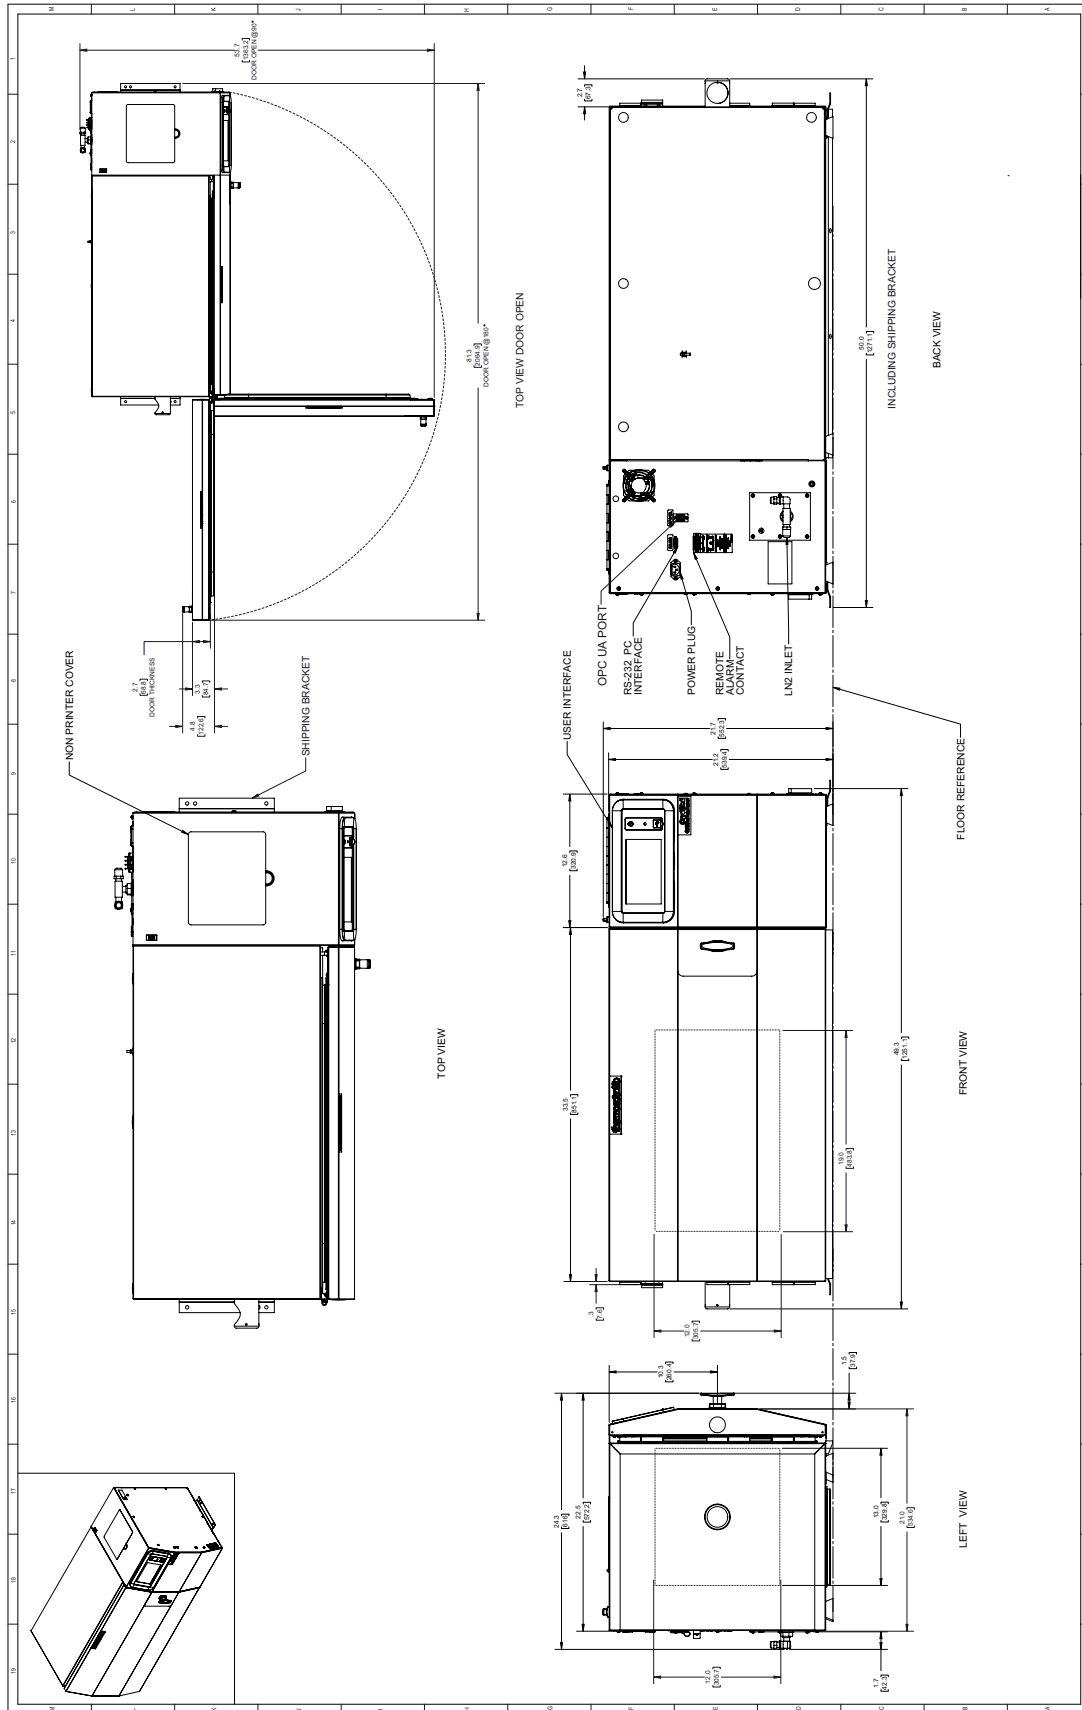 53.7
[1363.2]
DOOR OPEN @90°
81.3
[2064.9]
DOOR OPEN @180°
2.7
[68.8]
DOOR THICKNESS
3.3
[84.7]
4.8
[122.6]
TOP VIEW DOOR OPEN
NON PRINTER COVER
SHIPPING BRACKET
TOP VIEW
2.7
[67.3]
50.0
[1271.1]
INCLUDING SHIPPING BRACKET
BACK VIEW
OPC UA PORT
RS-232 PC
INTERFACE
POWER PLUG
REMOTE
ALARM
CONTACT
LN2 INLET
USER INTERFACE
FLOOR REFERENCE
21.7
[552.3]
21.2
[539.4]
12.6
[320.9]
33.5
[851.1]
19.0
[483.8]
49.3
[1251.1]
.3
[7.6]
12.0
[305.7]
FRONT VIEW
10.3
[260.4]
1.5
[37.9]
24.3
[616]
22.5
[572.2]
13.0
[329.8]
21.0
[534.6]
12.0
[305.7]
1.7
[42.3]
LEFT VIEW